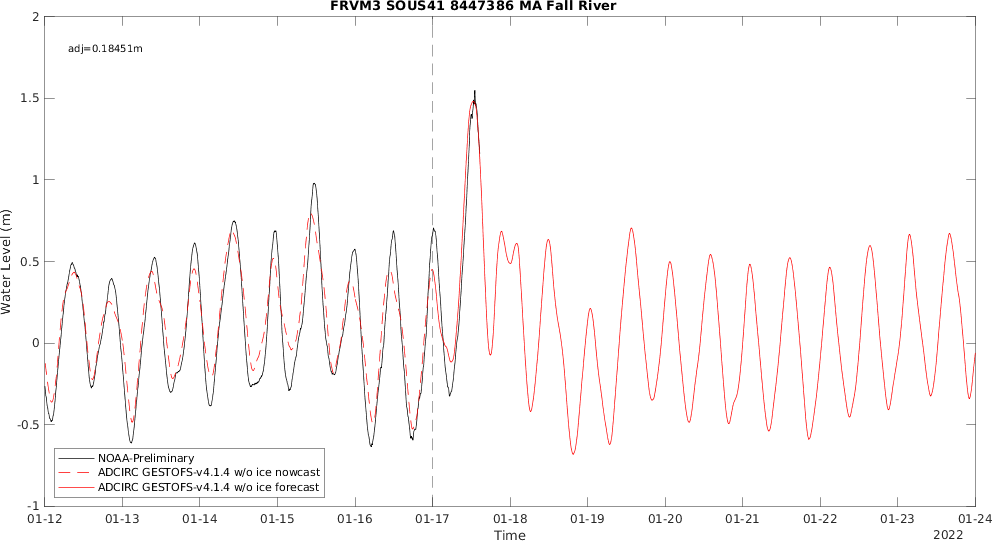 FRVM3 SOUS41 8447386 MA Fall River
adj=0.18451m
Water Level (m)
2
1.5
1
0.5
0
-0.5
-1
NOAA-Preliminary
ADCIRC GESTOFS-v4.1.4 w/o ice nowcast
ADCIRC GESTOFS-v4.1.4 w/o ice forecast
01-12 01-13 01-14 01-15 01-16 01-17 01-18 01-19 01-20 01-21 01-22 01-23 01-24
Time
2022